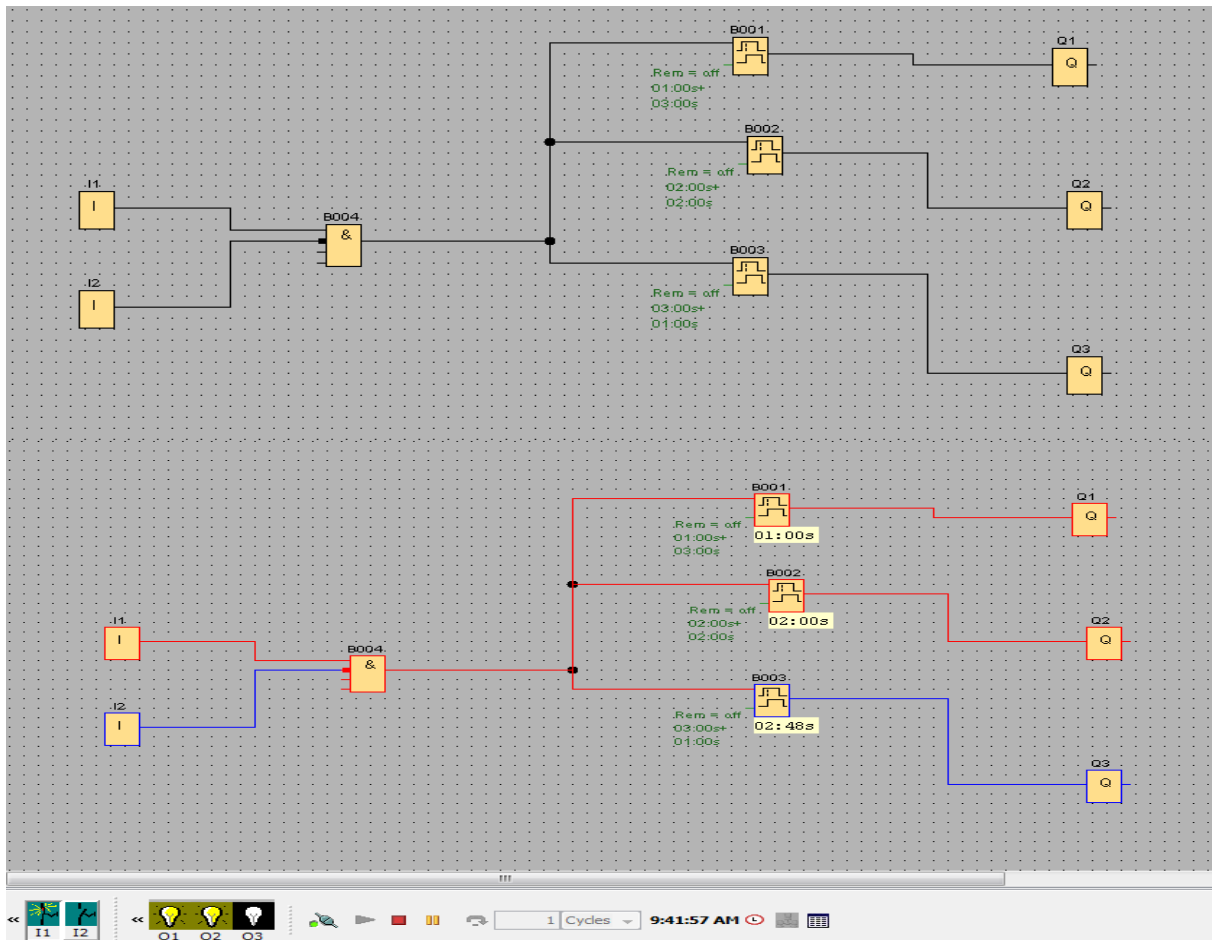 B001
Q1
Q
Rem = off
01:00s+
03:00s
B002
Rem = off
02:00s+
02:00s
I1
I
Q2
Q
B004
&
B003
Rem = off
03:00s+
01:00s
I2
I
Q3
Q
B001
Q1
Q
Rem = off
01:00s+
03:00s
01:00s
B002
Rem = off
02:00s+
02:00s
02:00s
I1
I
Q2
Q
B004
&
B003
Rem = off
03:00s+
01:00s
02:48s
I2
I
Q3
Q
« I1 I2 « Q1 Q2 Q3 1 Cycles 9:41:57 AM